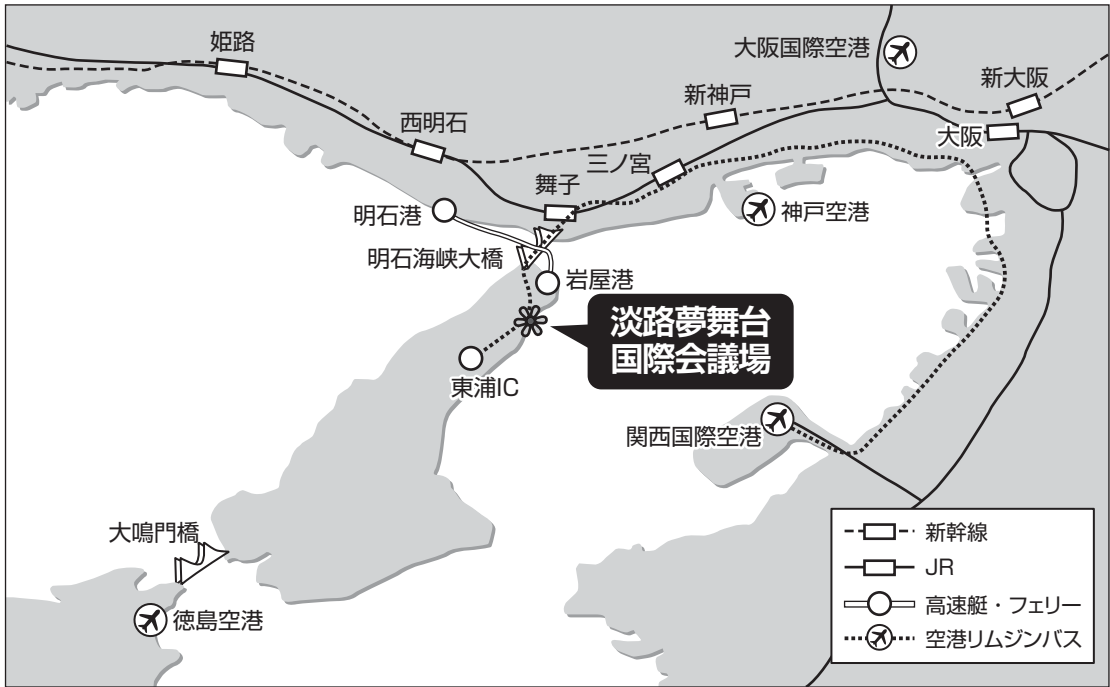 姫路
大阪国際空港
新大阪
新神戸
西明石
大阪
三ノ宮
舞子
明石港
神戸空港
明石海峡大橋
岩屋港
淡路夢舞台
国際会議場
東浦IC
関西国際空港
大鳴門橋
徳島空港
新幹線
JR
高速艇・フェリー
空港リムジンバス